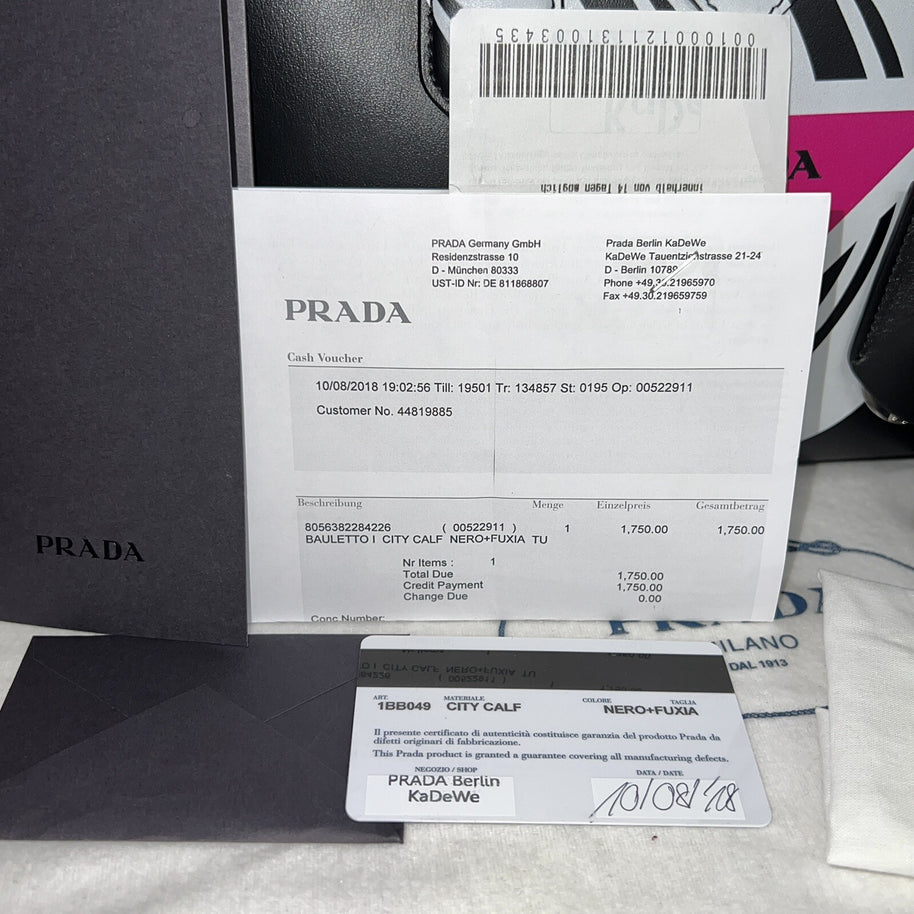 001000121131003435
innerhalb von 14 Tagen möglich
A
PRADA Germany GmbH
Residenzstrasse 10
D - München 80333
UST-ID Nr: DE 811868807
Prada Berlin KaDeWe
KaDeWe Tauentzienstrasse 21-24
D - Berlin 10789
Phone +49.30.21965970
Fax +49.30.219659759
PRADA
Cash Voucher
10/08/2018 19:02:56 Till: 19501 Tr: 134857 St: 0195 Op: 00522911
Customer No. 44819885
Beschreibung Menge Einzelpreis Gesamtbetrag
8056382284226 ( 00522911 ) 1 1,750.00 1,750.00
BAULETTO I CITY CALF NERO+FUXIA TU
Nr Items : 1
Total Due 1,750.00
Credit Payment 1,750.00
Change Due 0.00
Conc Number:
PRADA
PRADA
MILANO
DAL 1913
ART. MATERIALE COLORE TAGLIA
1BB049 CITY CALF NERO+FUXIA
Il presente certificato di autenticità costituisce garanzia del prodotto Prada da
difetti originari di fabbricazione.
This Prada product is granted a guarantee covering all manufacturing defects.
NEGOZIO / SHOP DATA / DATE
PRADA Berlin
KaDeWe
10/08/18